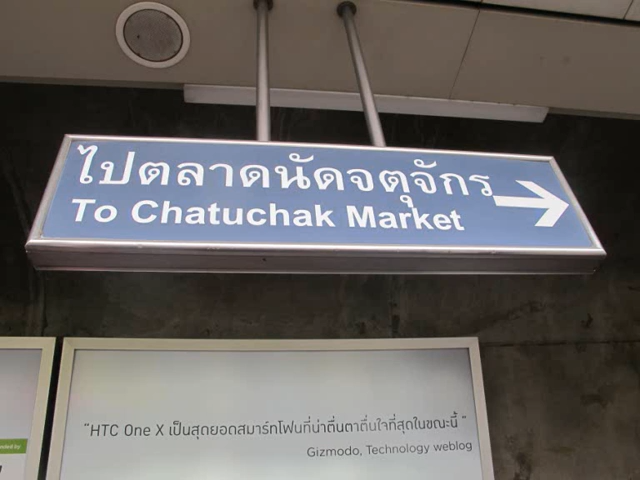 ไปตลาดนัดจตุจักร
To Chatuchak Market
"HTC One X เป็นสุดยอดสมาร์ทโฟนที่น่าตื่นตาตื่นใจที่สุดในขณะนี้"
Gizmodo, Technology weblog